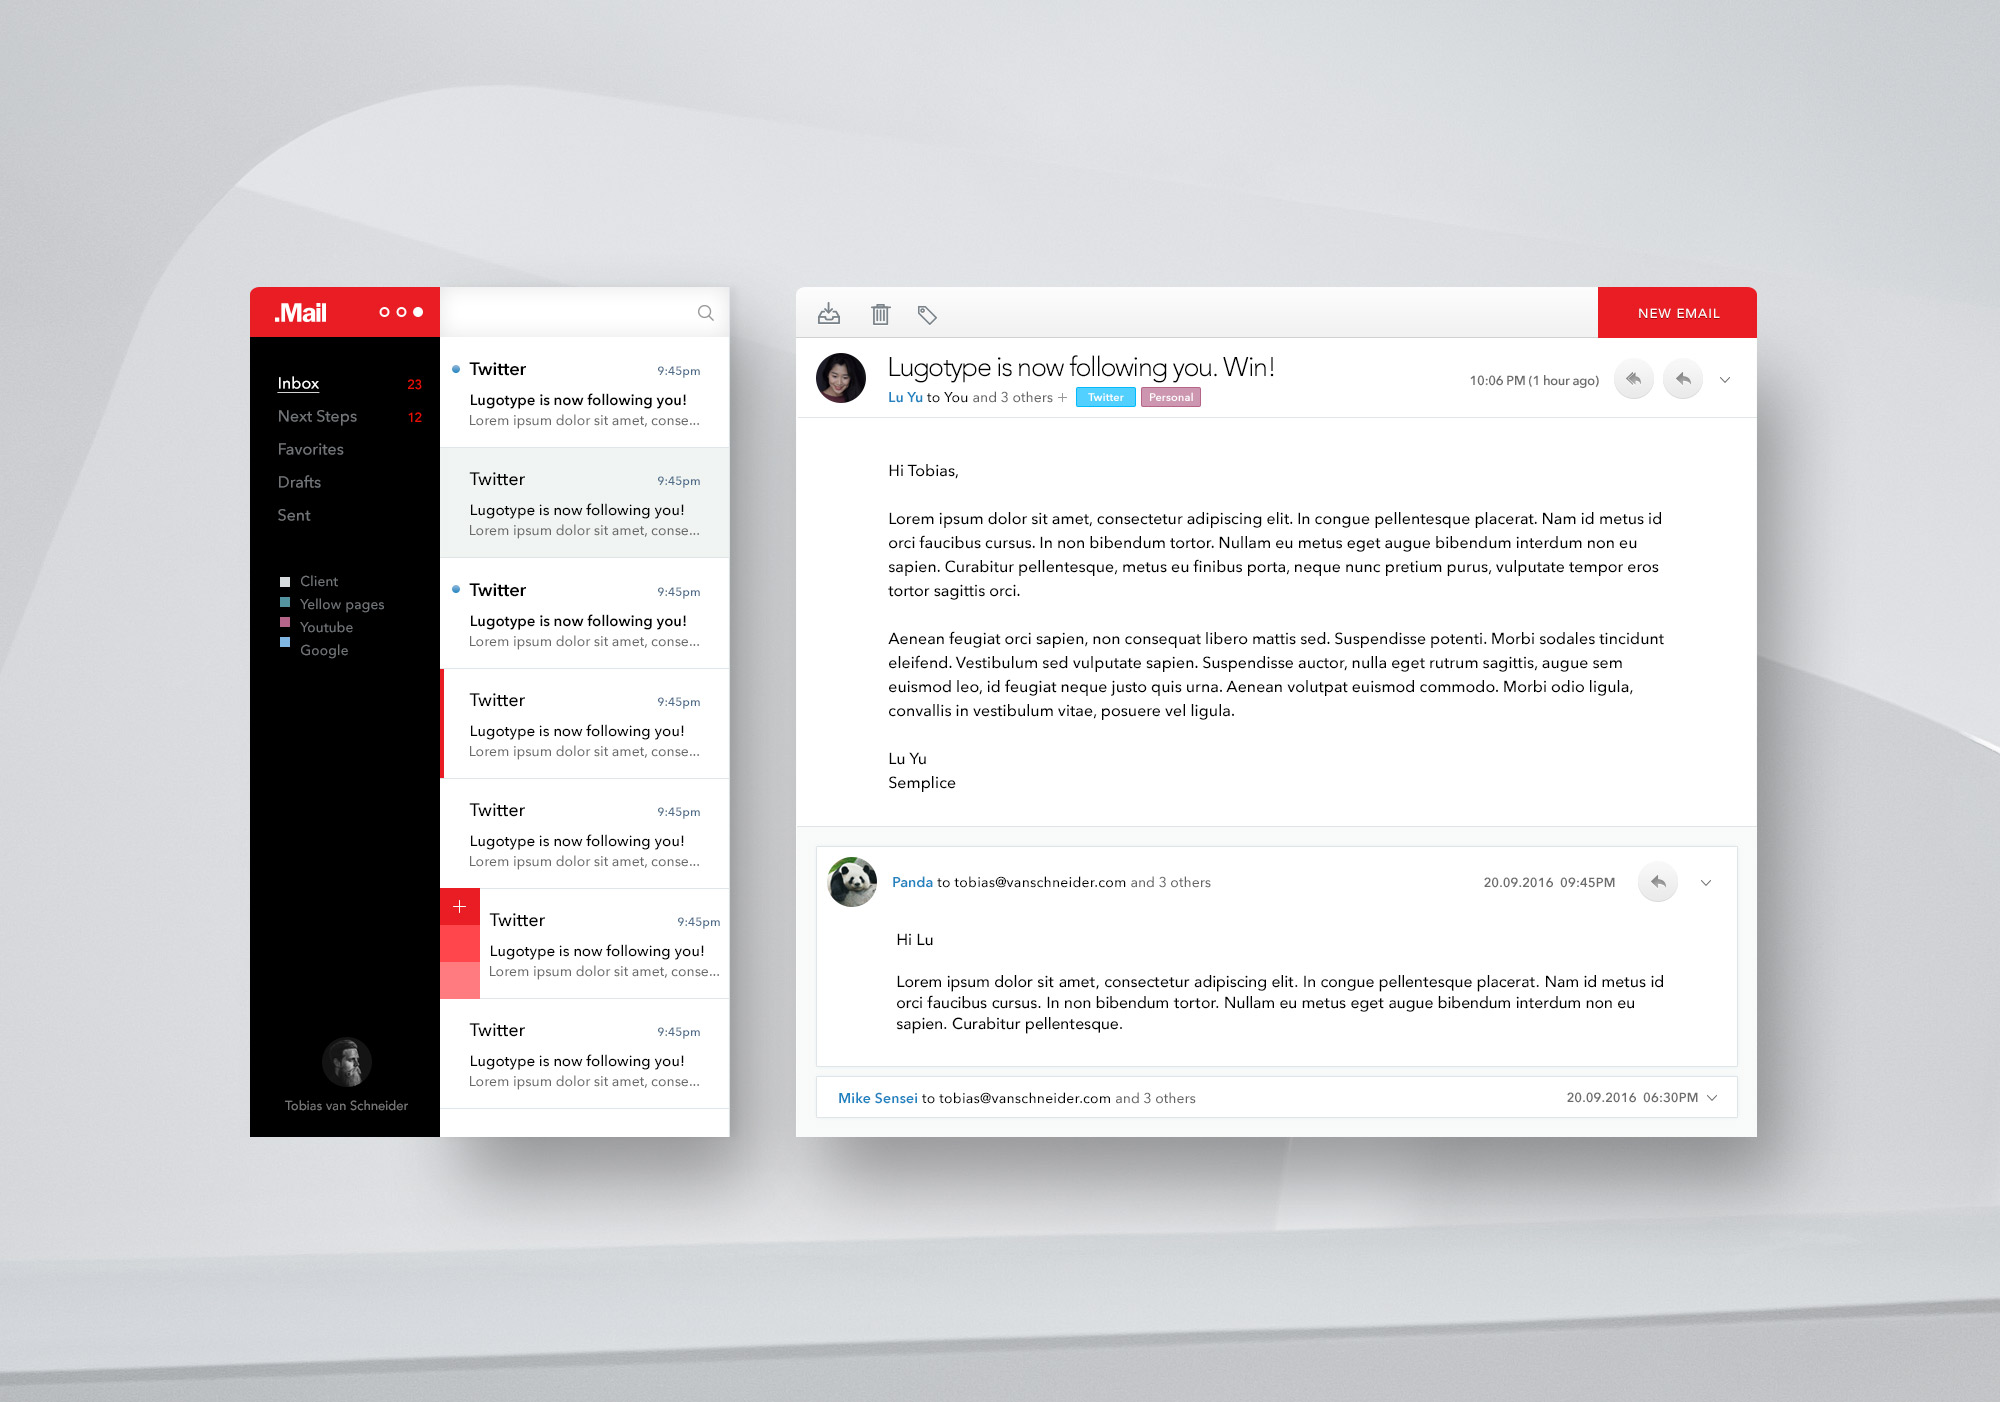 .Mail
Inbox 23
Next Steps 12
Favorites
Drafts
Sent
Client
Yellow pages
Youtube
Google
Tobias van Schneider
Twitter 9:45pm
Lugotype is now following you!
Lorem ipsum dolor sit amet, conse...
Twitter 9:45pm
Lugotype is now following you!
Lorem ipsum dolor sit amet, conse...
Twitter 9:45pm
Lugotype is now following you!
Lorem ipsum dolor sit amet, conse...
Twitter 9:45pm
Lugotype is now following you!
Lorem ipsum dolor sit amet, conse...
Twitter 9:45pm
Lugotype is now following you!
Lorem ipsum dolor sit amet, conse...
Twitter 9:45pm
Lugotype is now following you!
Lorem ipsum dolor sit amet, conse...
Twitter 9:45pm
Lugotype is now following you!
Lorem ipsum dolor sit amet, conse...
NEW EMAIL
Lugotype is now following you. Win!
Lu Yu to You and 3 others + Twitter Personal
10:06 PM (1 hour ago)
Hi Tobias,
Lorem ipsum dolor sit amet, consectetur adipiscing elit. In congue pellentesque placerat. Nam id metus id
orci faucibus cursus. In non bibendum tortor. Nullam eu metus eget augue bibendum interdum non eu
sapien. Curabitur pellentesque, metus eu finibus porta, neque nunc pretium purus, vulputate tempor eros
tortor sagittis orci.
Aenean feugiat orci sapien, non consequat libero mattis sed. Suspendisse potenti. Morbi sodales tincidunt
eleifend. Vestibulum sed vulputate sapien. Suspendisse auctor, nulla eget rutrum sagittis, augue sem
euismod leo, id feugiat neque justo quis urna. Aenean volutpat euismod commodo. Morbi odio ligula,
convallis in vestibulum vitae, posuere vel ligula.
Lu Yu
Semplice
Panda to tobias@vanschneider.com and 3 others 20.09.2016 09:45PM
Hi Lu
Lorem ipsum dolor sit amet, consectetur adipiscing elit. In congue pellentesque placerat. Nam id metus id
orci faucibus cursus. In non bibendum tortor. Nullam eu metus eget augue bibendum interdum non eu
sapien. Curabitur pellentesque.
Mike Sensei to tobias@vanschneider.com and 3 others 20.09.2016 06:30PM